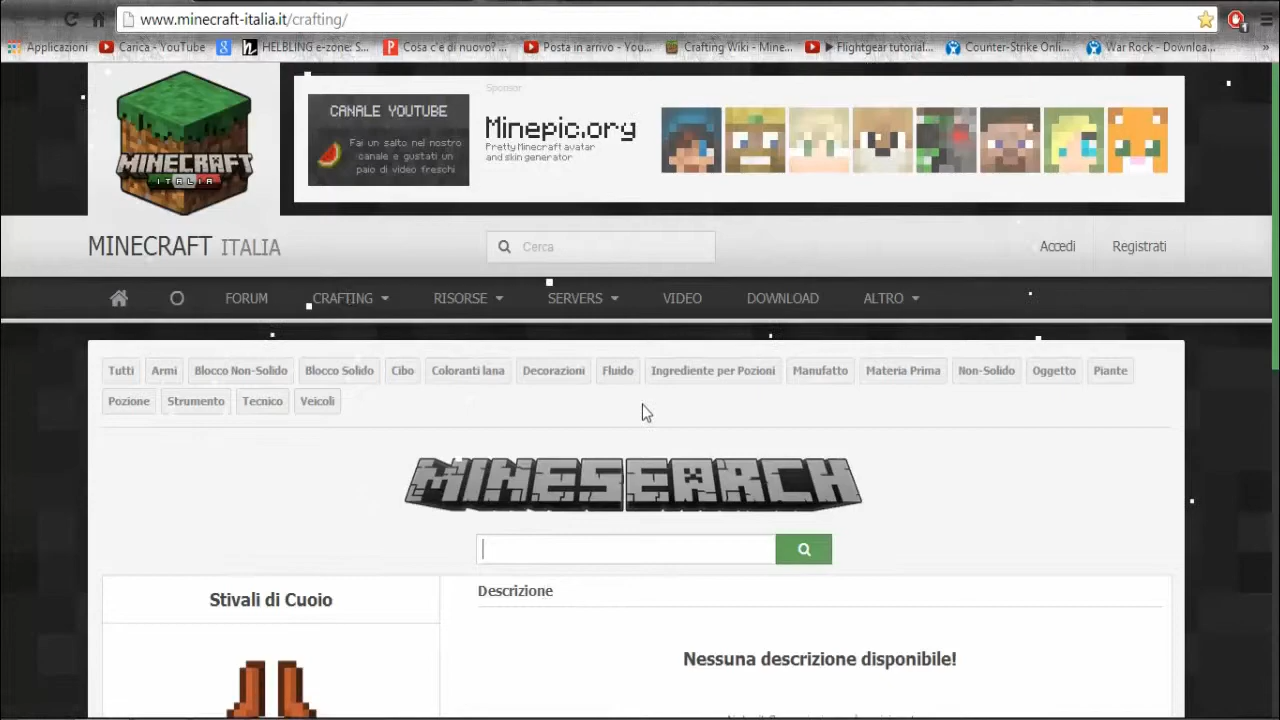 www.minecraft-italia.it/crafting/
1
Applicazioni Carica - YouTube HELBLING e-zone: S... Cosa c'è di nuovo? ... Posta in arrivo - You... Crafting Wiki - Mine... ▶ Flightgear tutorial... Counter-Strike Onli... War Rock - Downloa... »
Sponsor
CANALE YOUTUBE
Fai un salto nel nostro
canale e gustati un
paio di video freschi
Minepic.org
Pretty Minecraft avatar
and skin generator
MINECRAFT
ITALIA
MINECRAFT ITALIA
Cerca
Accedi Registrati
FORUM CRAFTING RISORSE SERVERS VIDEO DOWNLOAD ALTRO
Tutti Armi Blocco Non-Solido Blocco Solido Cibo Coloranti lana Decorazioni Fluido Ingrediente per Pozioni Manufatto Materia Prima Non-Solido Oggetto Piante
Pozione Strumento Tecnico Veicoli
MINESEARCH
Stivali di Cuoio
Descrizione
Nessuna descrizione disponibile!